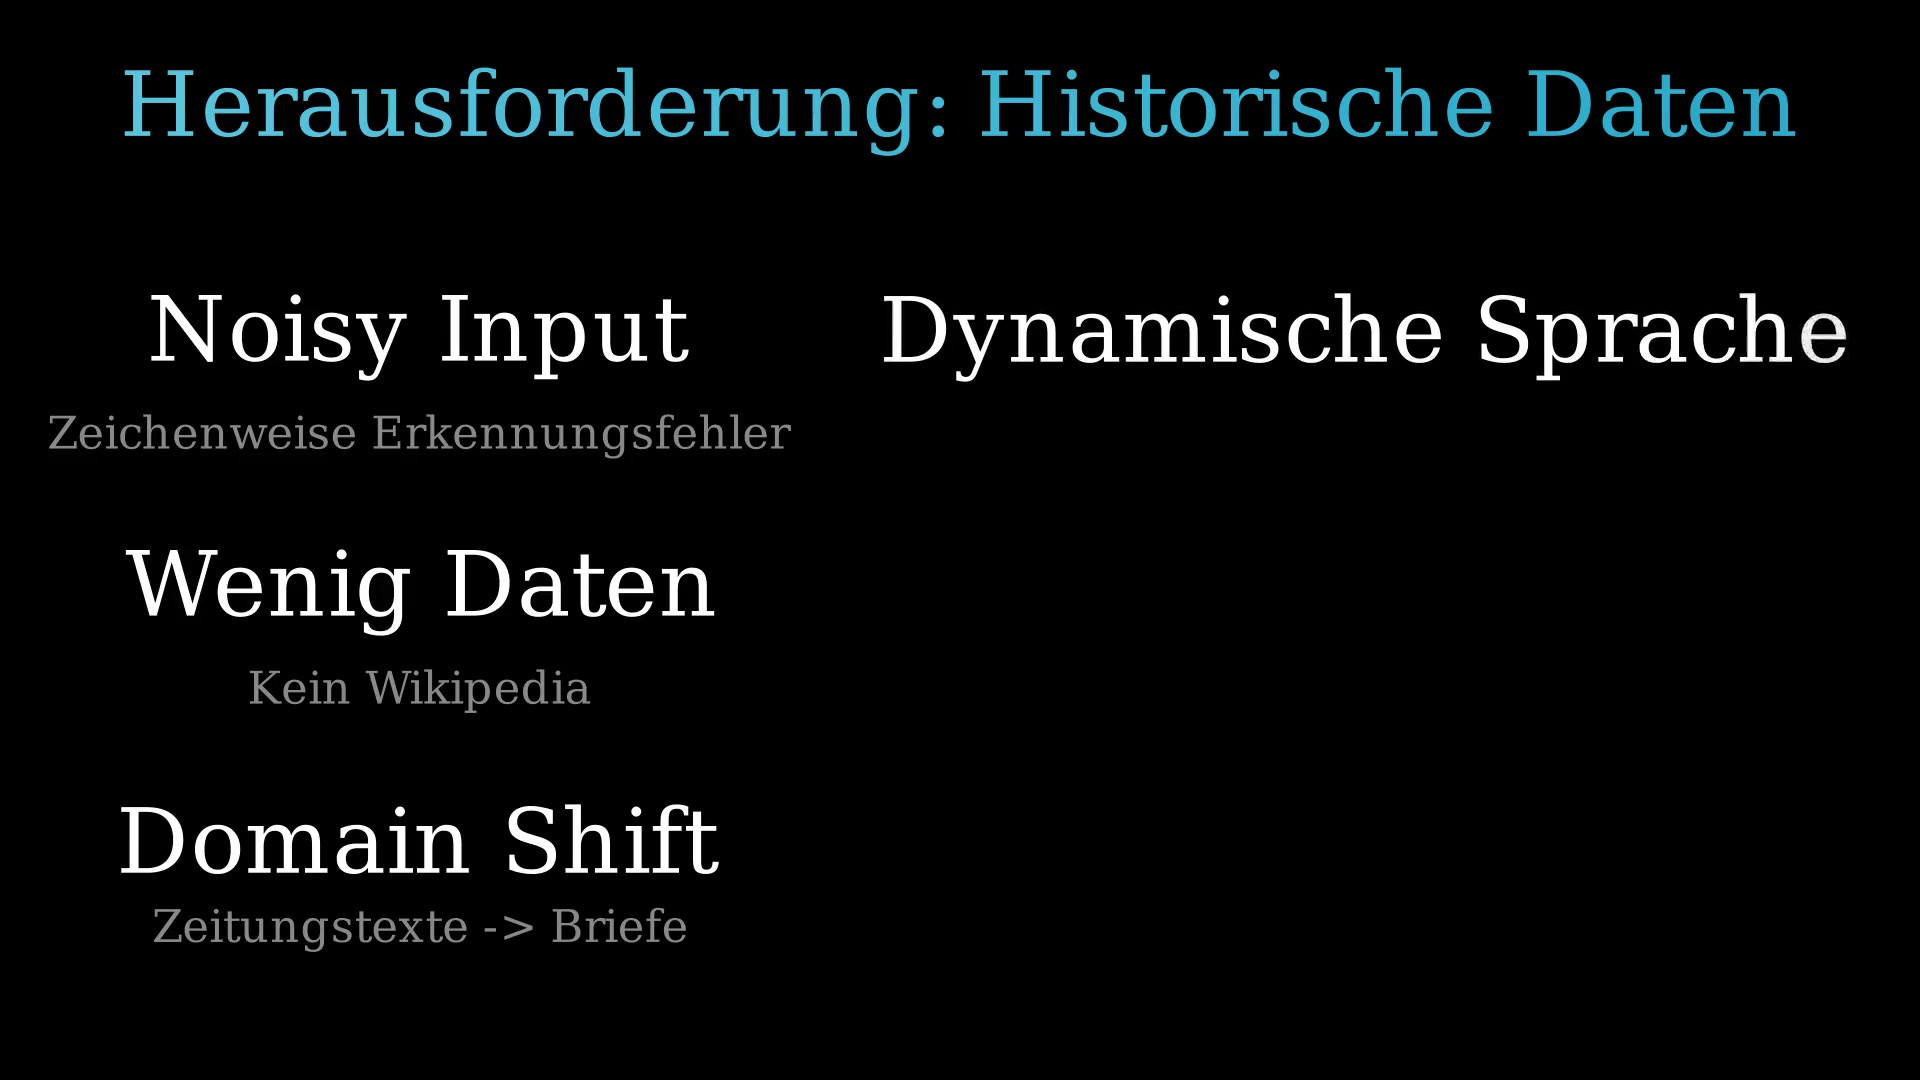 Herausforderung: Historische Daten
Noisy Input
Zeichenweise Erkennungsfehler
Wenig Daten
Kein Wikipedia
Domain Shift
Zeitungstexte -> Briefe
Dynamische Sprache